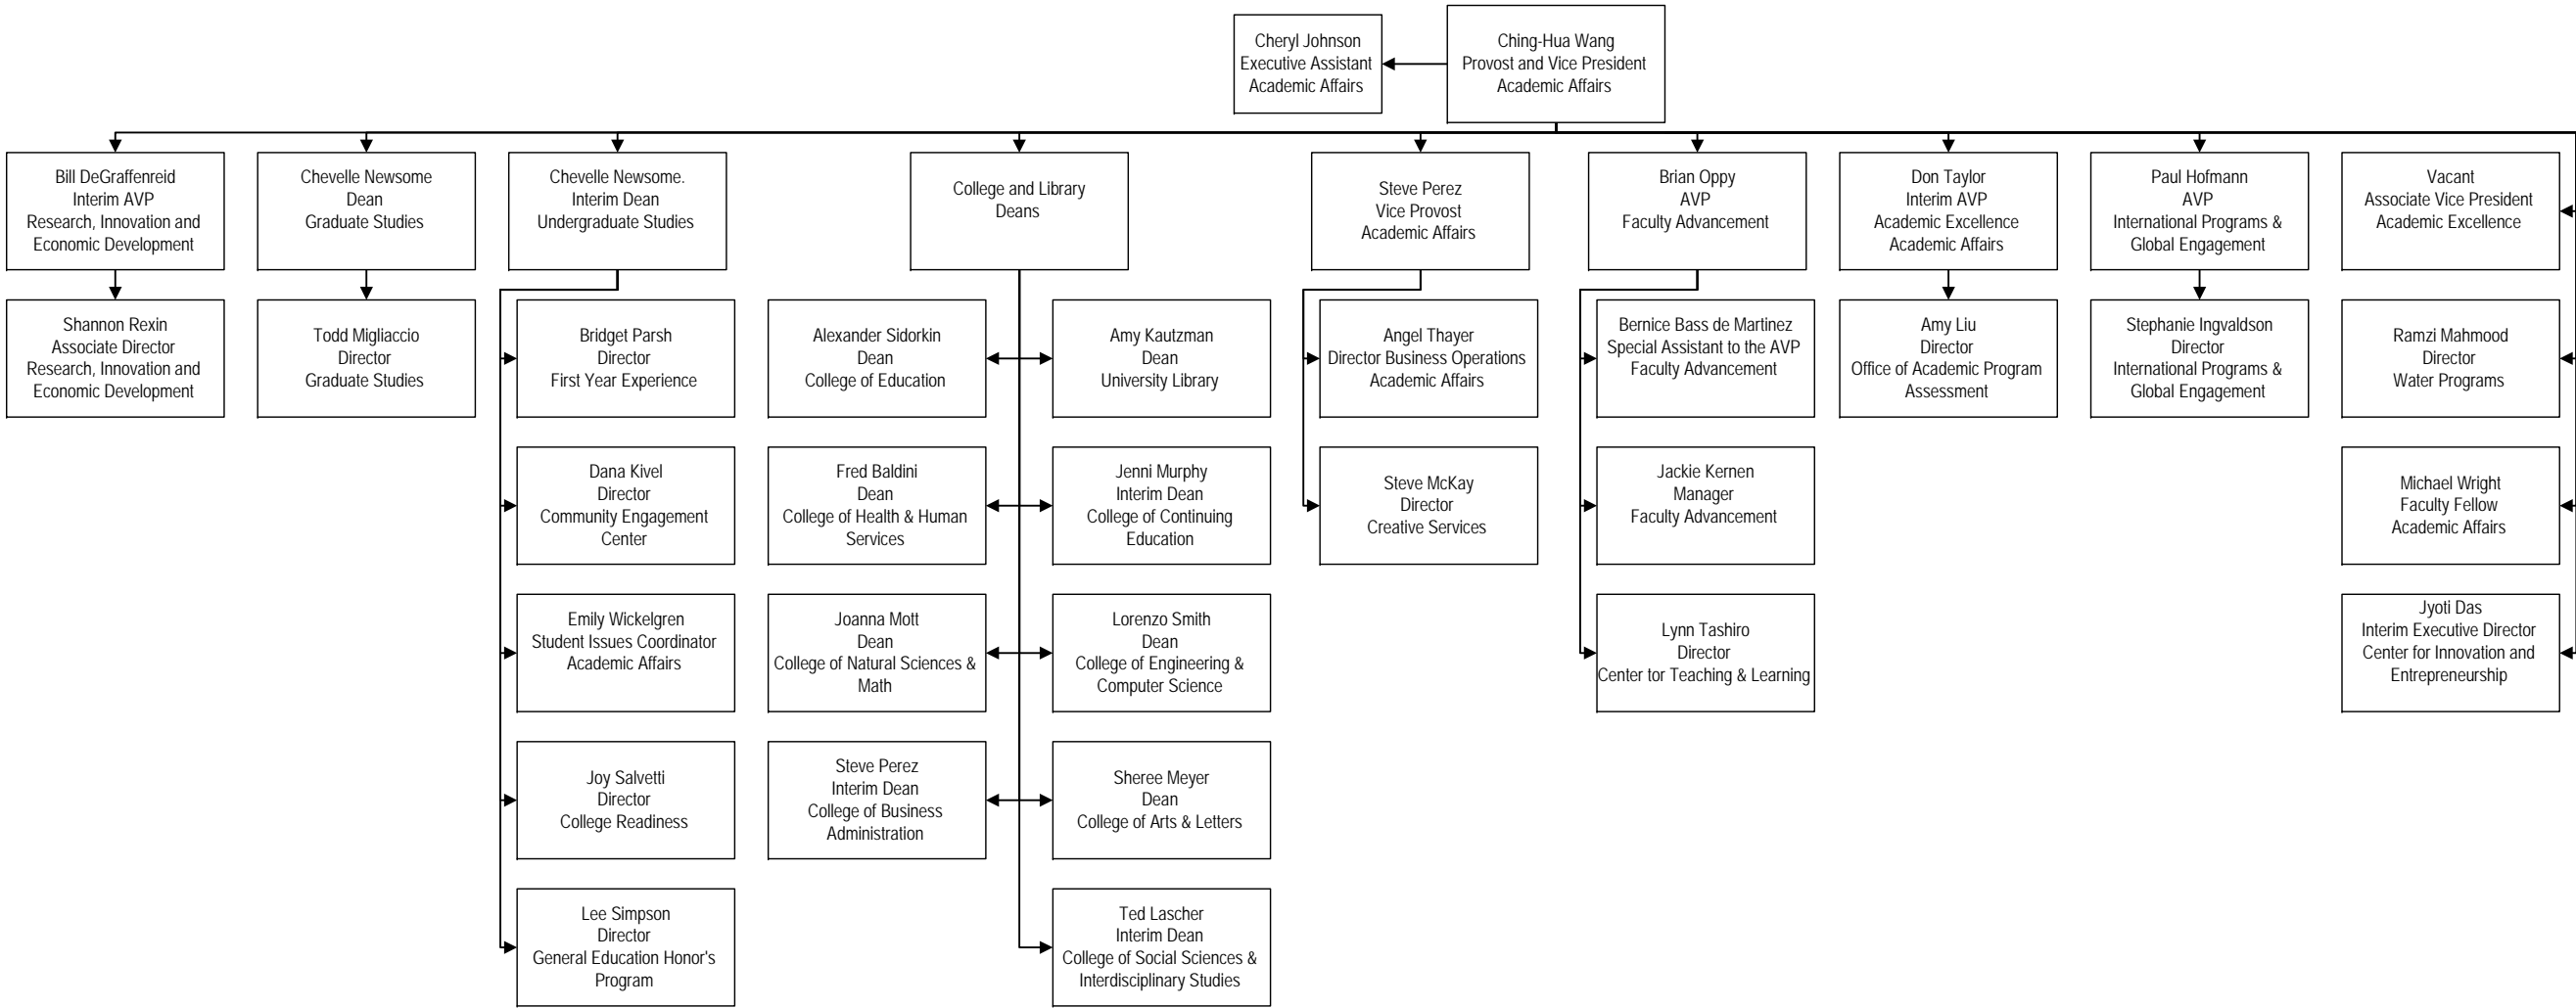 Cheryl Johnson
Executive Assistant
Academic Affairs
Ching-Hua Wang
Provost and Vice President
Academic Affairs
Bill DeGraffenreid
Interim AVP
Research, Innovation and
Economic Development
Chevelle Newsome
Dean
Graduate Studies
Chevelle Newsome.
Interim Dean
Undergraduate Studies
College and Library
Deans
Steve Perez
Vice Provost
Academic Affairs
Brian Oppy
AVP
Faculty Advancement
Don Taylor
Interim AVP
Academic Excellence
Academic Affairs
Paul Hofmann
AVP
International Programs &
Global Engagement
Vacant
Associate Vice President
Academic Excellence
Shannon Rexin
Associate Director
Research, Innovation and
Economic Development
Todd Migliaccio
Director
Graduate Studies
Bridget Parsh
Director
First Year Experience
Alexander Sidorkin
Dean
College of Education
Amy Kautzman
Dean
University Library
Angel Thayer
Director Business Operations
Academic Affairs
Bernice Bass de Martinez
Special Assistant to the AVP
Faculty Advancement
Amy Liu
Director
Office of Academic Program
Assessment
Stephanie Ingvaldson
Director
International Programs &
Global Engagement
Ramzi Mahmood
Director
Water Programs
Dana Kivel
Director
Community Engagement
Center
Fred Baldini
Dean
College of Health & Human
Services
Jenni Murphy
Interim Dean
College of Continuing
Education
Steve McKay
Director
Creative Services
Jackie Kernen
Manager
Faculty Advancement
Michael Wright
Faculty Fellow
Academic Affairs
Emily Wickelgren
Student Issues Coordinator
Academic Affairs
Joanna Mott
Dean
College of Natural Sciences &
Math
Lorenzo Smith
Dean
College of Engineering &
Computer Science
Lynn Tashiro
Director
Center tor Teaching & Learning
Jyoti Das
Interim Executive Director
Center for Innovation and
Entrepreneurship
Joy Salvetti
Director
College Readiness
Steve Perez
Interim Dean
College of Business
Administration
Sheree Meyer
Dean
College of Arts & Letters
Lee Simpson
Director
General Education Honor's
Program
Ted Lascher
Interim Dean
College of Social Sciences &
Interdisciplinary Studies